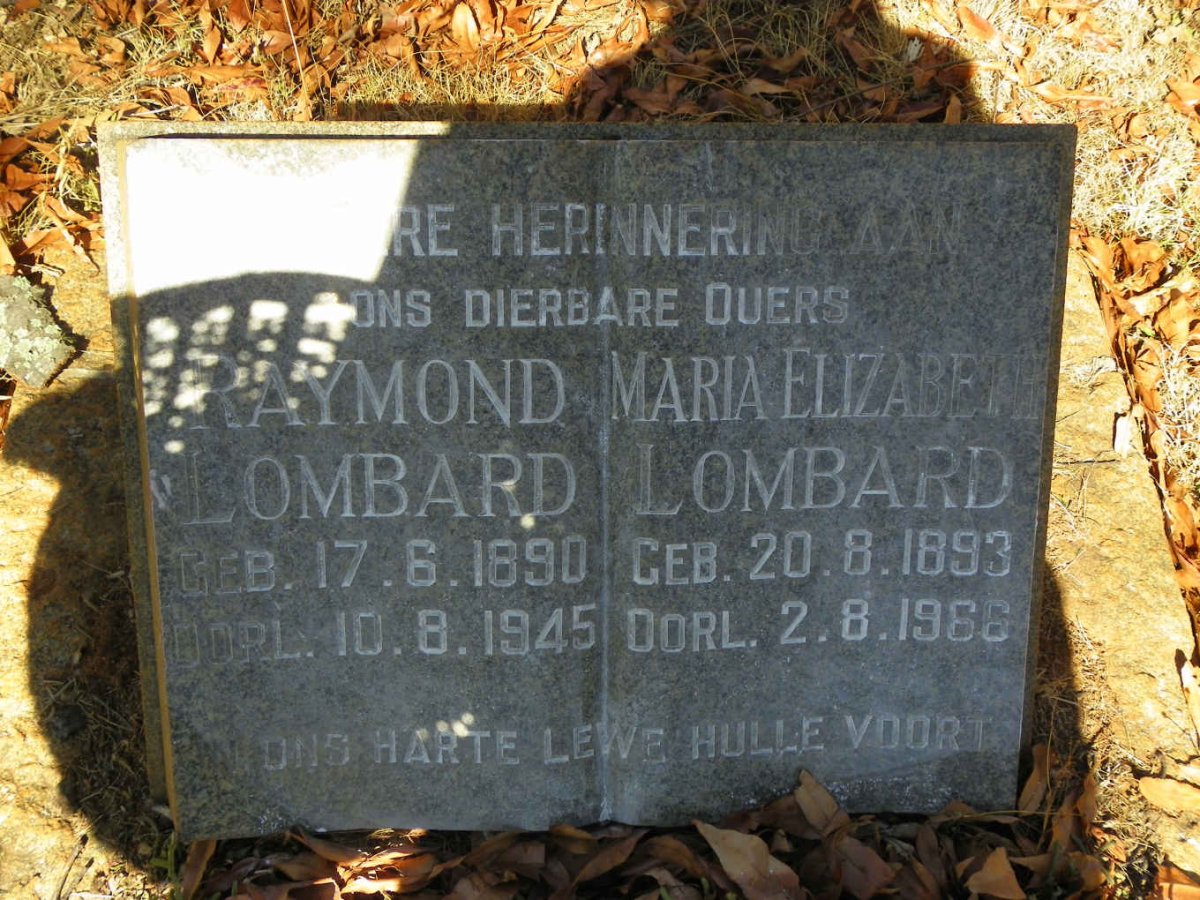 HERINNERING AAN
ONS DIERBARE OUERS
RAYMOND
LOMBARD
GEB. 17.6.1890
OORL. 10.8.1945
MARIA ELIZABETH
LOMBARD
GEB. 20.8.1893
OORL. 2.8.1966
IN ONS HARTE LEWE HULLE VOORT